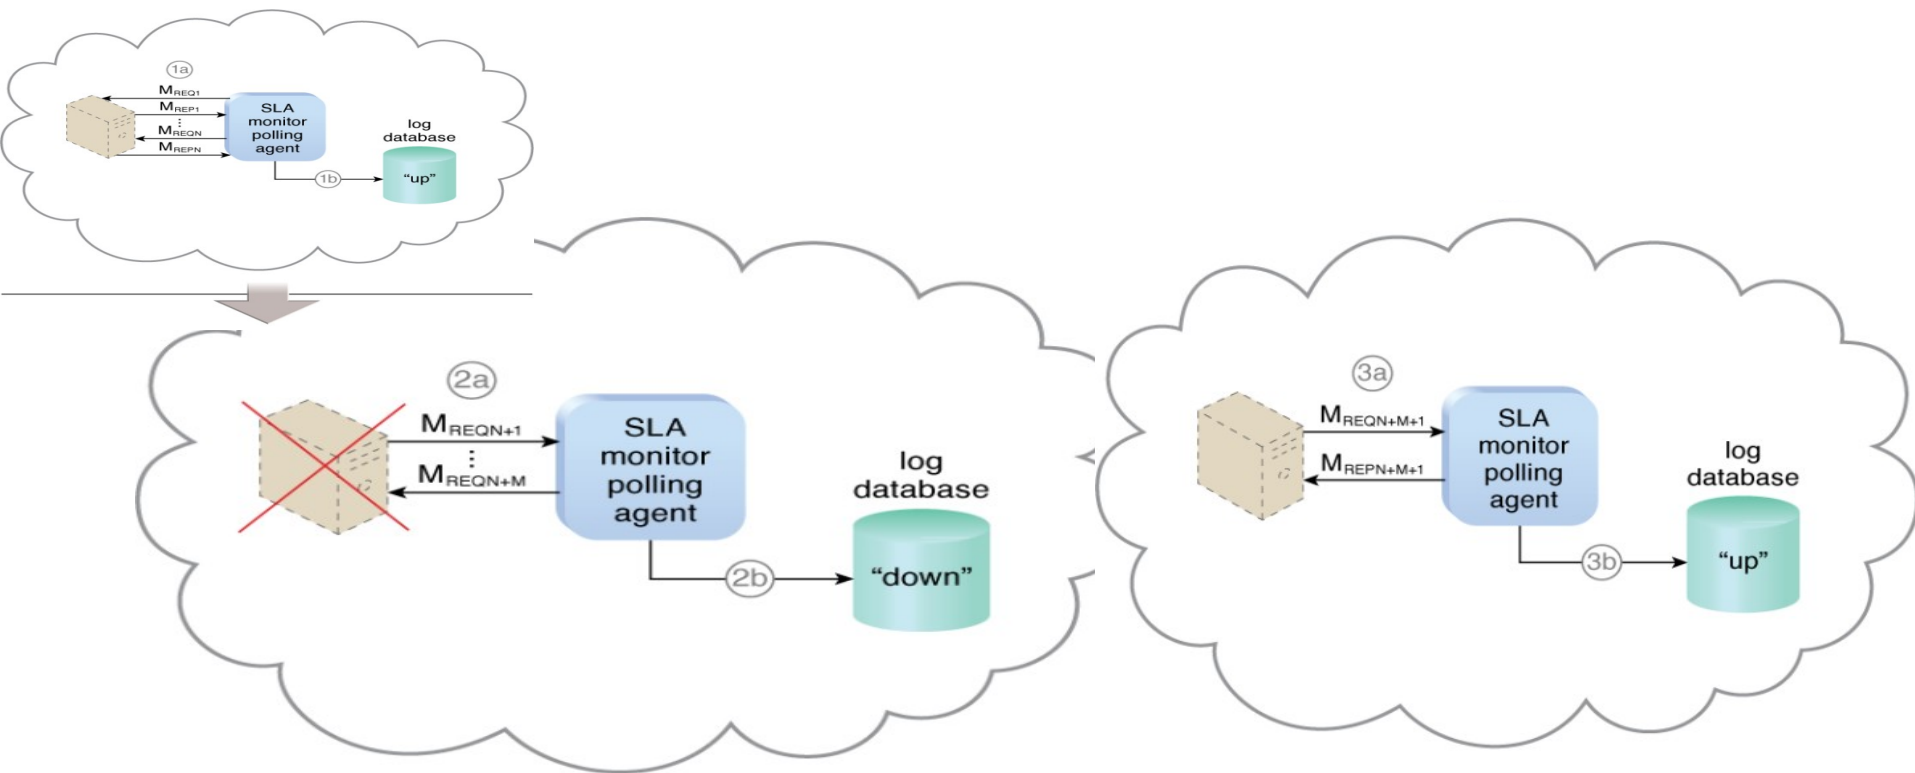 1a
MREQ1
MREP1
⋮
MREQN
MREPN
SLA
monitor
polling
agent
1b
log
database
“up”
2a
MREQN+1
⋮
MREQN+M
SLA
monitor
polling
agent
2b
log
database
“down”
3a
MREQN+M+1
MREPN+M+1
SLA
monitor
polling
agent
3b
log
database
“up”